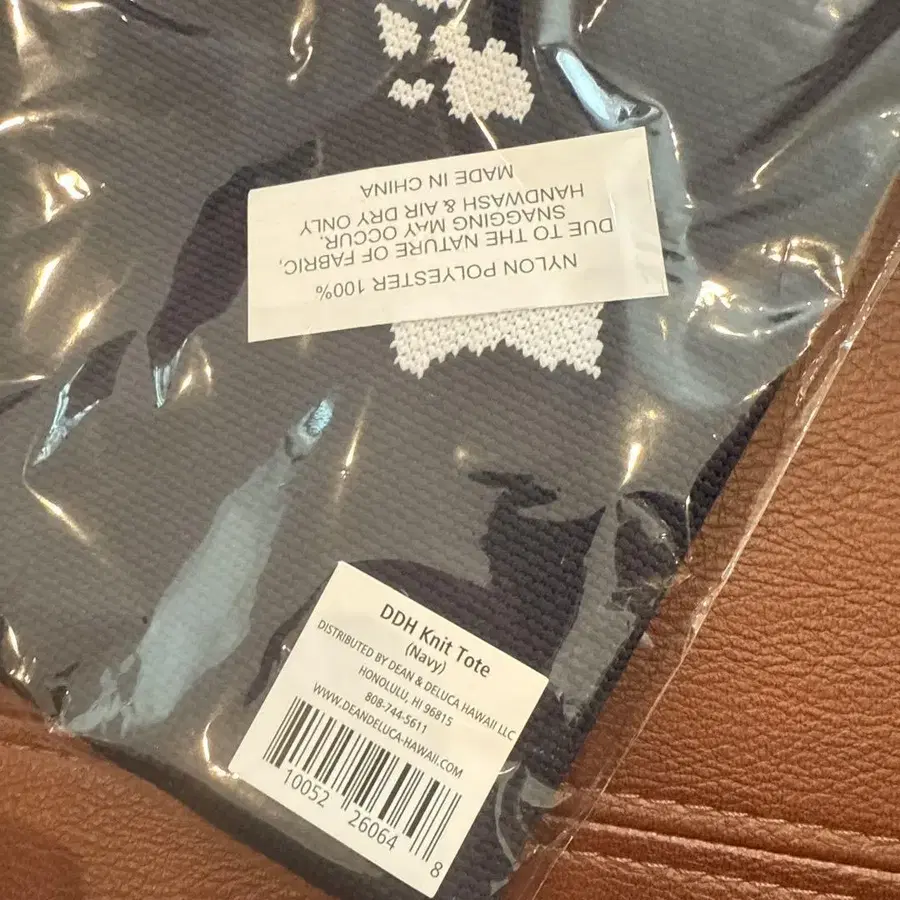 NYLON POLYESTER 100%
DUE TO THE NATURE OF FABRIC,
SNAGGING MAY OCCUR.
HANDWASH & AIR DRY ONLY
MADE IN CHINA
DDH Knit Tote
(Navy)
DISTRIBUTED BY DEAN & DELUCA HAWAII LLC
HONOLULU, HI 96815
808-744-5611
WWW.DEANDELUCA-HAWAII.COM
10052 26064 8